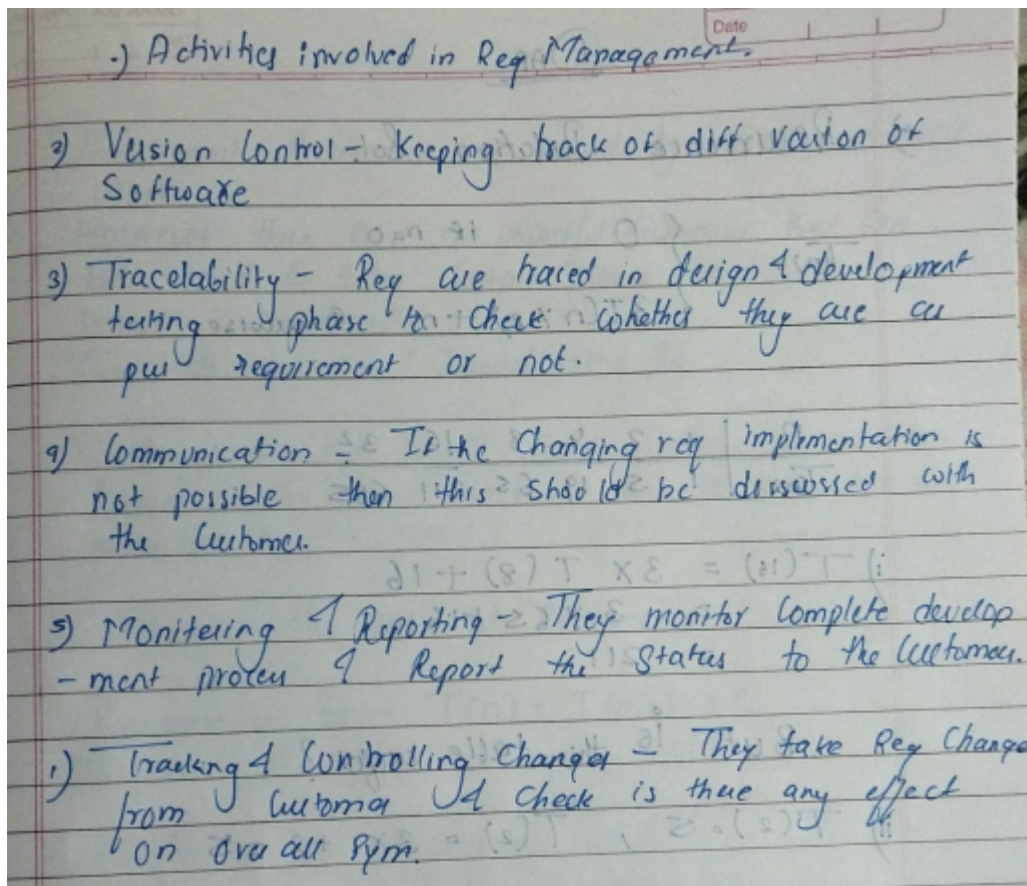 Date
.) Activities involved in Req Management.
2) Version Control - Keeping track of diff vaition of
Software
3) Tracelability - Req are traced in design & development
testing phase to Check whether they are as
per requirement or not.
4) Communication - If the Changing req implementation is
not possible then this should be disscussed with
the Customer.
5) Monitering & Reporting - They monitor Complete develop
-ment process & Report the Status to the Customer.
1) Tracking & Controlling Changes - They take Req Change
from Customer & Check is there any effect
on over all sym.